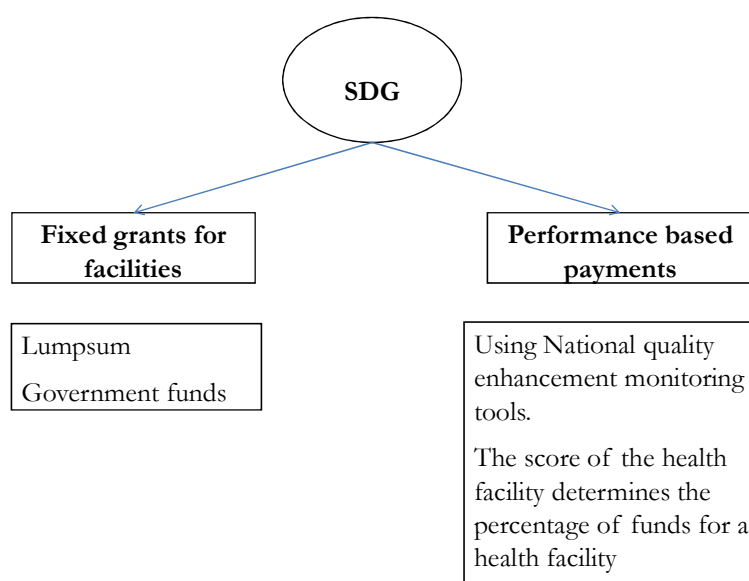 SDG
Fixed grants for
facilities
Performance based
payments
Lumpsum
Government funds
Using National quality
enhancement monitoring
tools.
The score of the health
facility determines the
percentage of funds for a
health facility